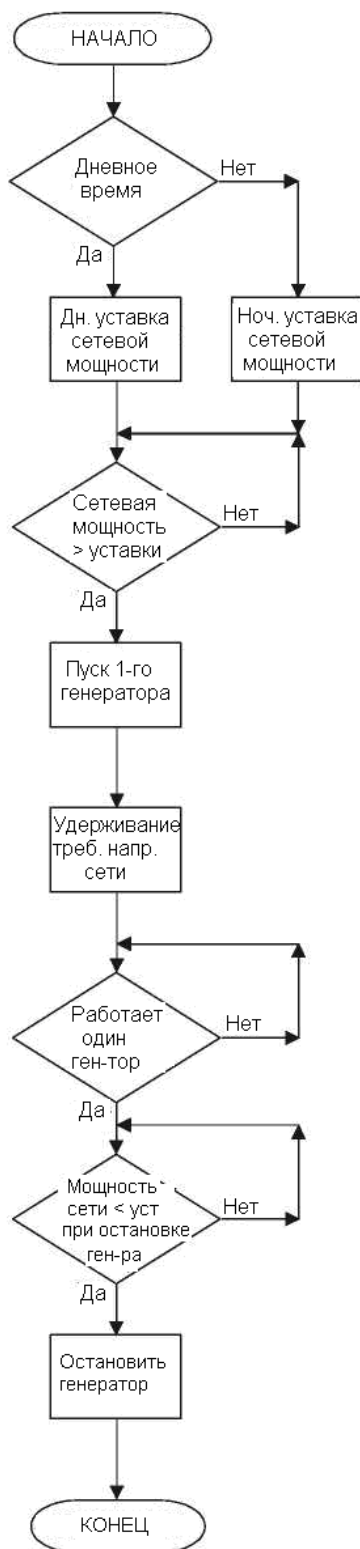 НАЧАЛО
Дневное
время
Нет
Да
Дн. уставка
сетевой
мощности
Ноч. уставка
сетевой
мощности
Сетевая
мощность
> уставки
Нет
Да
Пуск 1-го
генератора
Удерживание
треб. напр.
сети
Работает
один
ген-тор
Нет
Да
Мощность
сети < уст
при остановке
ген-ра
Нет
Да
Остановить
генератор
КОНЕЦ